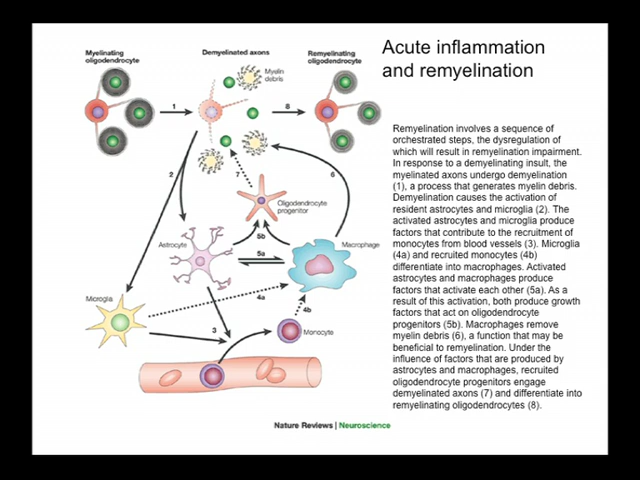 Acute inflammation
and remyelination
Myelinating
oligodendrocyte
Demyelinated axons
Remyelinating
oligodendrocyte
Myelin
debris
1
8
2
7
6
Oligodendrocyte
progenitor
5b
Astrocyte
5a
Macrophage
4a
4b
Microglia
3
Monocyte
Nature Reviews | Neuroscience
Remyelination involves a sequence of
orchestrated steps, the dysregulation of
which will result in remyelination impairment.
In response to a demyelinating insult, the
myelinated axons undergo demyelination
(1), a process that generates myelin debris.
Demyelination causes the activation of
resident astrocytes and microglia (2). The
activated astrocytes and microglia produce
factors that contribute to the recruitment of
monocytes from blood vessels (3). Microglia
(4a) and recruited monocytes (4b)
differentiate into macrophages. Activated
astrocytes and macrophages produce
factors that activate each other (5a). As a
result of this activation, both produce growth
factors that act on oligodendrocyte
progenitors (5b). Macrophages remove
myelin debris (6), a function that may be
beneficial to remyelination. Under the
influence of factors that are produced by
astrocytes and macrophages, recruited
oligodendrocyte progenitors engage
demyelinated axons (7) and differentiate into
remyelinating oligodendrocytes (8).